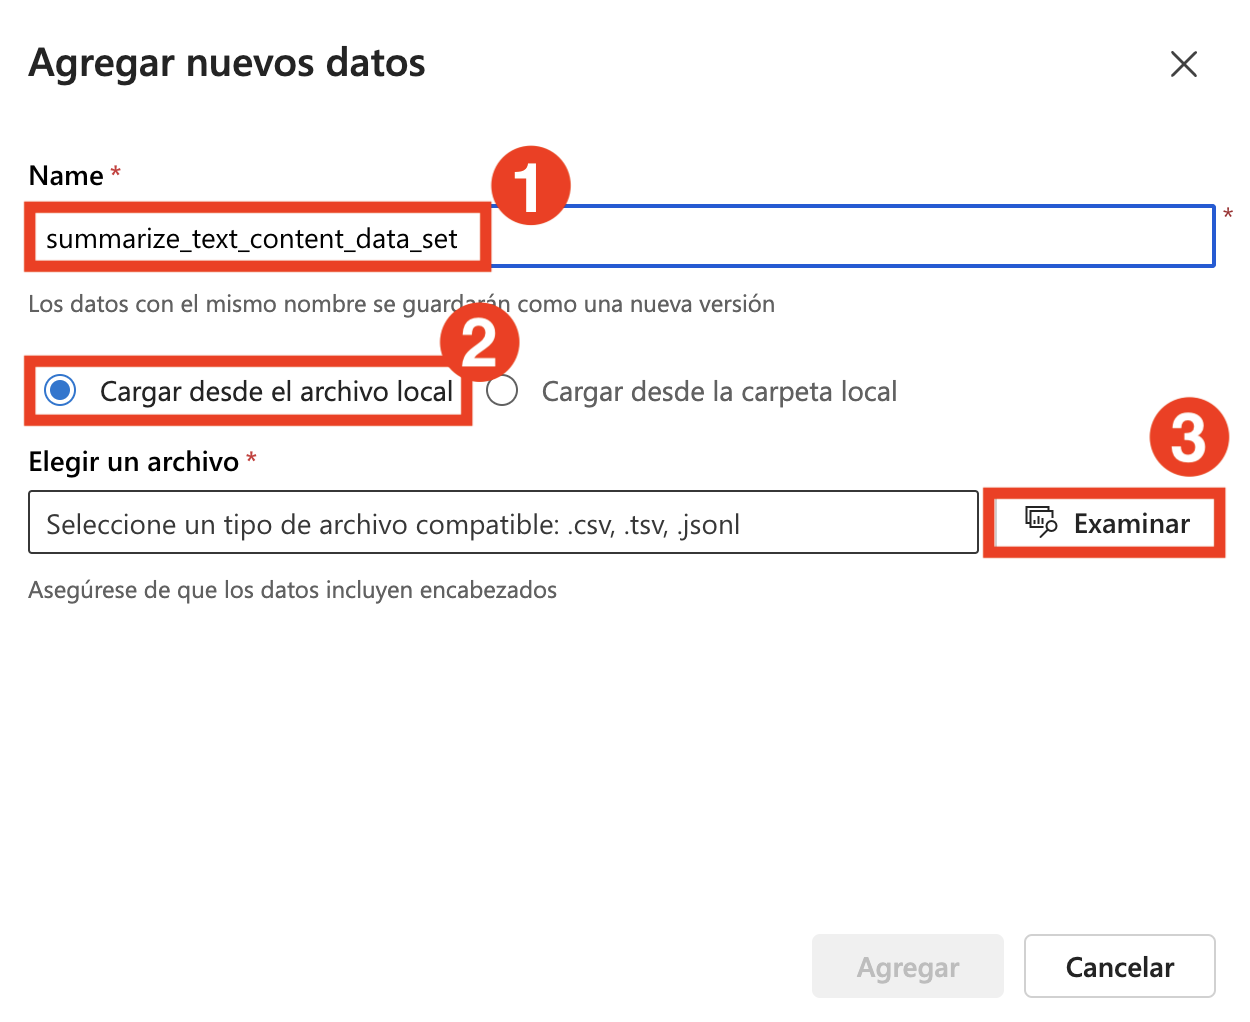 Agregar nuevos datos
Name *
1
summarize_text_content_data_set
*
Los datos con el mismo nombre se guardarán como una nueva versión
2
Cargar desde el archivo local
Cargar desde la carpeta local
3
Elegir un archivo *
Seleccione un tipo de archivo compatible: .csv, .tsv, .jsonl
Examinar
Asegúrese de que los datos incluyen encabezados
Agregar
Cancelar